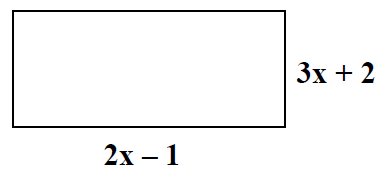 3x + 2
2x – 1